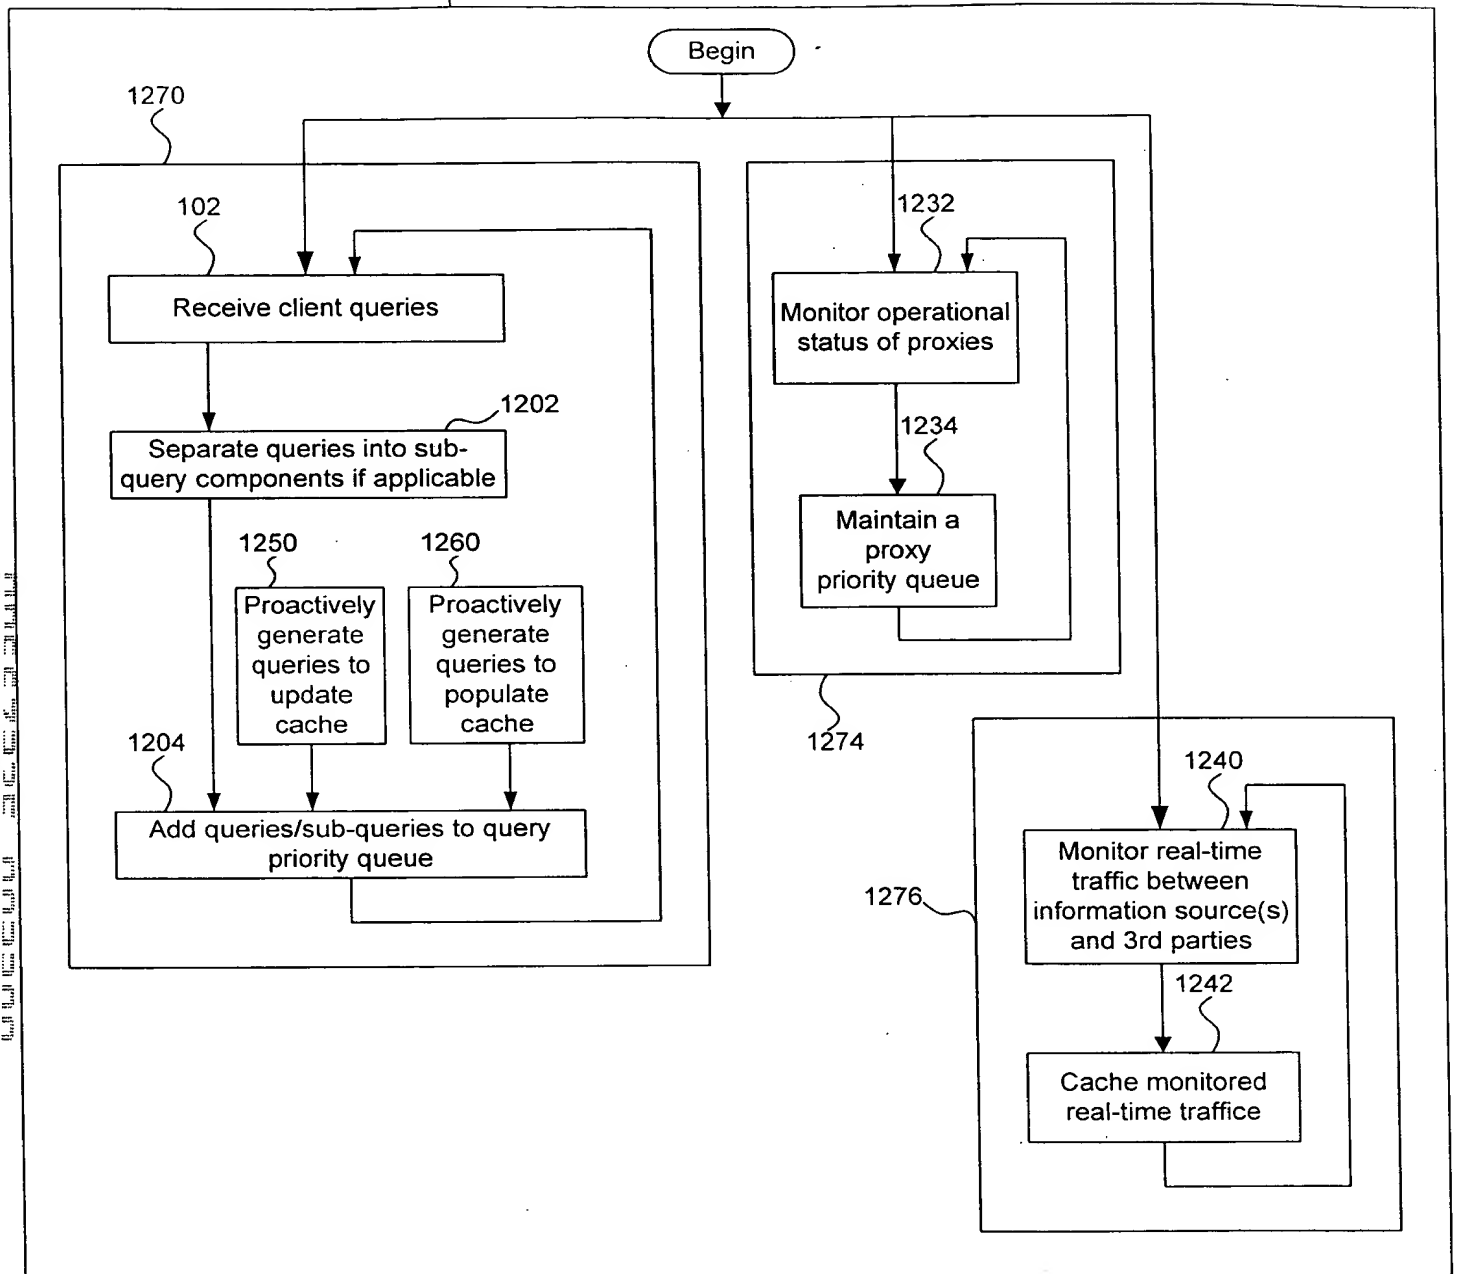 Begin
1270
102
Receive client queries
1202
Separate queries into sub-
query components if applicable
1250
Proactively
generate
queries to
update
cache
1260
Proactively
generate
queries to
populate
cache
1204
Add queries/sub-queries to query
priority queue
1232
Monitor operational
status of proxies
1234
Maintain a
proxy
priority queue
1274
1240
Monitor real-time
traffic between
information source(s)
and 3rd parties
1276
1242
Cache monitored
real-time traffice